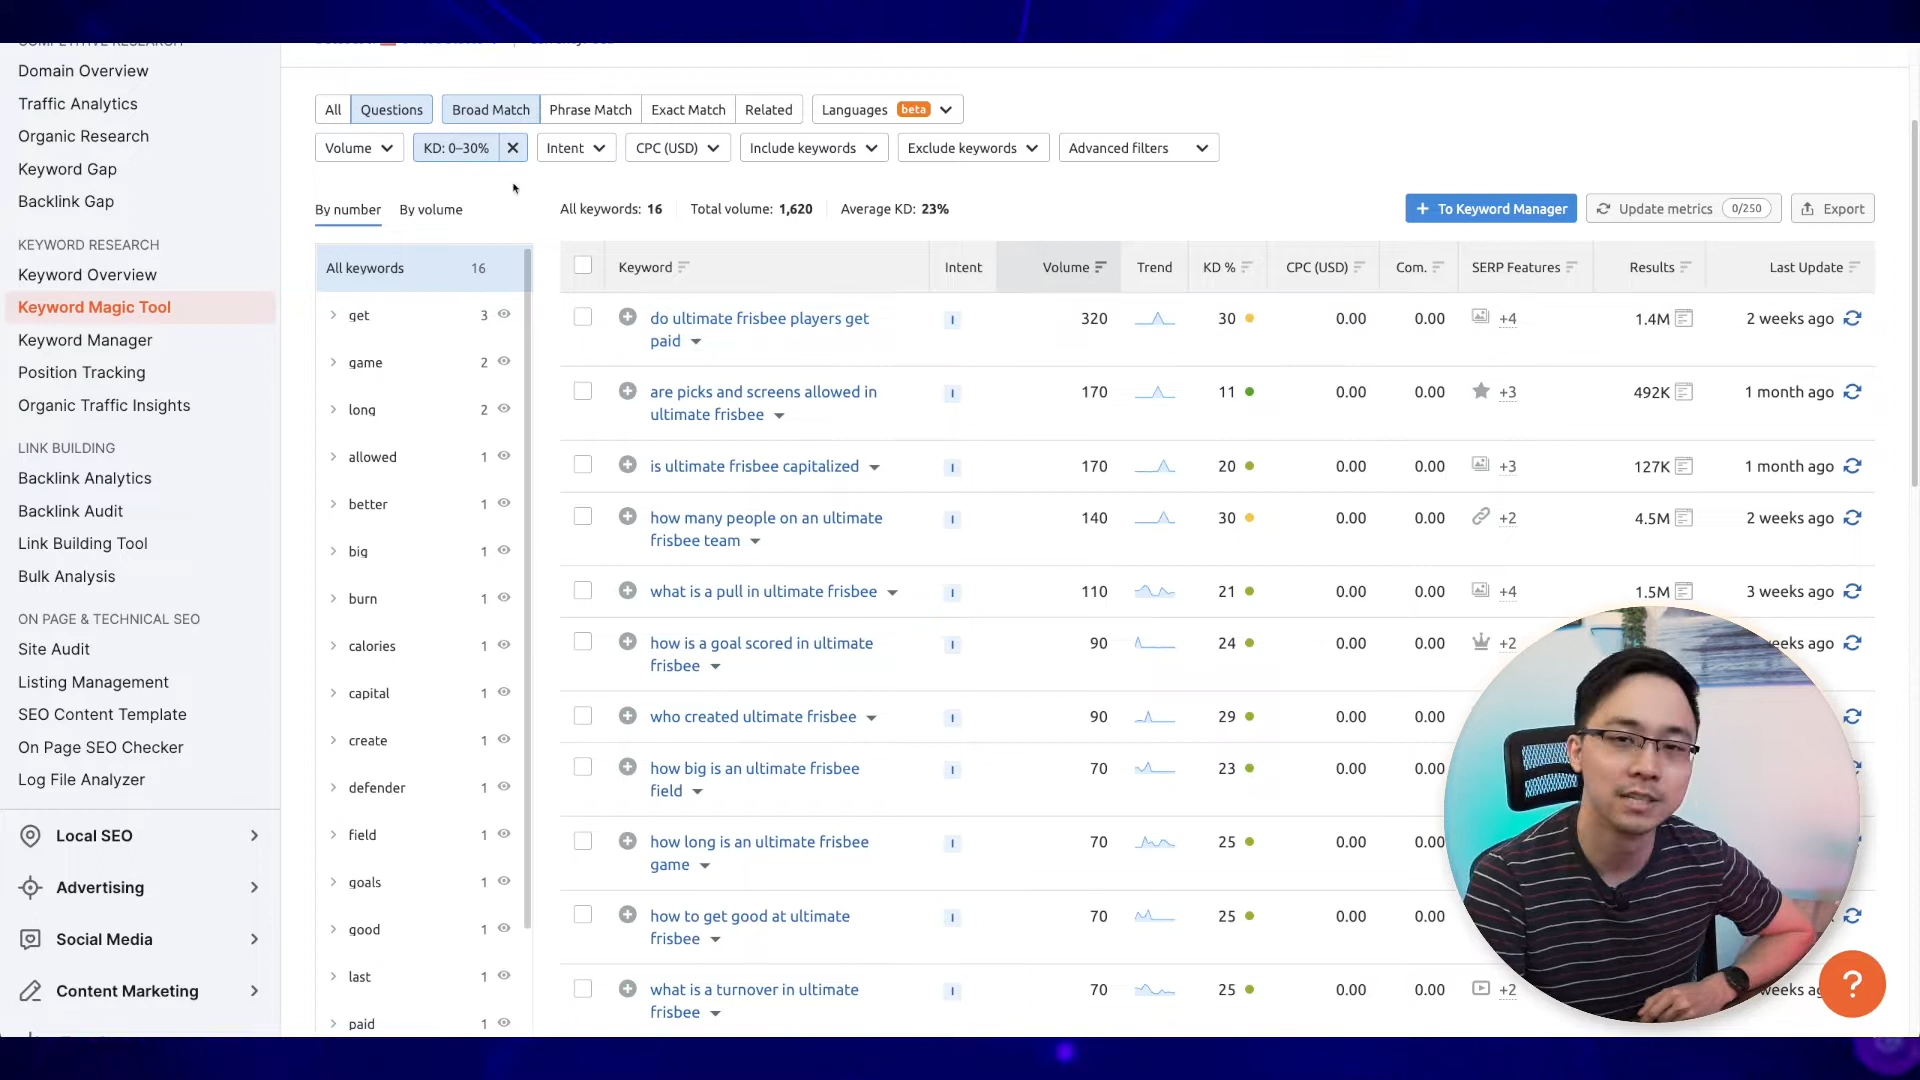 Domain Overview
Traffic Analytics
Organic Research
Keyword Gap
Backlink Gap
KEYWORD RESEARCH
Keyword Overview
Keyword Magic Tool
Keyword Manager
Position Tracking
Organic Traffic Insights
LINK BUILDING
Backlink Analytics
Backlink Audit
Link Building Tool
Bulk Analysis
ON PAGE & TECHNICAL SEO
Site Audit
Listing Management
SEO Content Template
On Page SEO Checker
Log File Analyzer
Local SEO
Advertising
Social Media
Content Marketing
All Questions Broad Match Phrase Match Exact Match Related Languages beta
Volume KD: 0–30% Intent CPC (USD) Include keywords Exclude keywords Advanced filters
By number By volume
All keywords: 16 Total volume: 1,620 Average KD: 23%
+ To Keyword Manager Update metrics 0/250 Export
All keywords 16
get 3
game 2
long 2
allowed 1
better 1
big 1
burn 1
calories 1
capital 1
create 1
defender 1
field 1
goals 1
good 1
last 1
paid 1
Keyword Intent Volume Trend KD % CPC (USD) Com. SERP Features Results Last Update
do ultimate frisbee players get I 320 30 0.00 0.00 +4 1.4M 2 weeks ago
paid
are picks and screens allowed in I 170 11 0.00 0.00 +3 492K 1 month ago
ultimate frisbee
is ultimate frisbee capitalized I 170 20 0.00 0.00 +3 127K 1 month ago
how many people on an ultimate I 140 30 0.00 0.00 +2 4.5M 2 weeks ago
frisbee team
what is a pull in ultimate frisbee I 110 21 0.00 0.00 +4 1.5M 3 weeks ago
how is a goal scored in ultimate I 90 24 0.00 0.00 +2 ago
frisbee
who created ultimate frisbee I 90 29 0.00 0.00
how big is an ultimate frisbee I 70 23 0.00 0.00
field
how long is an ultimate frisbee I 70 25 0.00 0.00
game
how to get good at ultimate I 70 25 0.00 0.00
frisbee
what is a turnover in ultimate I 70 25 0.00 0.00 +2 weeks
frisbee
?